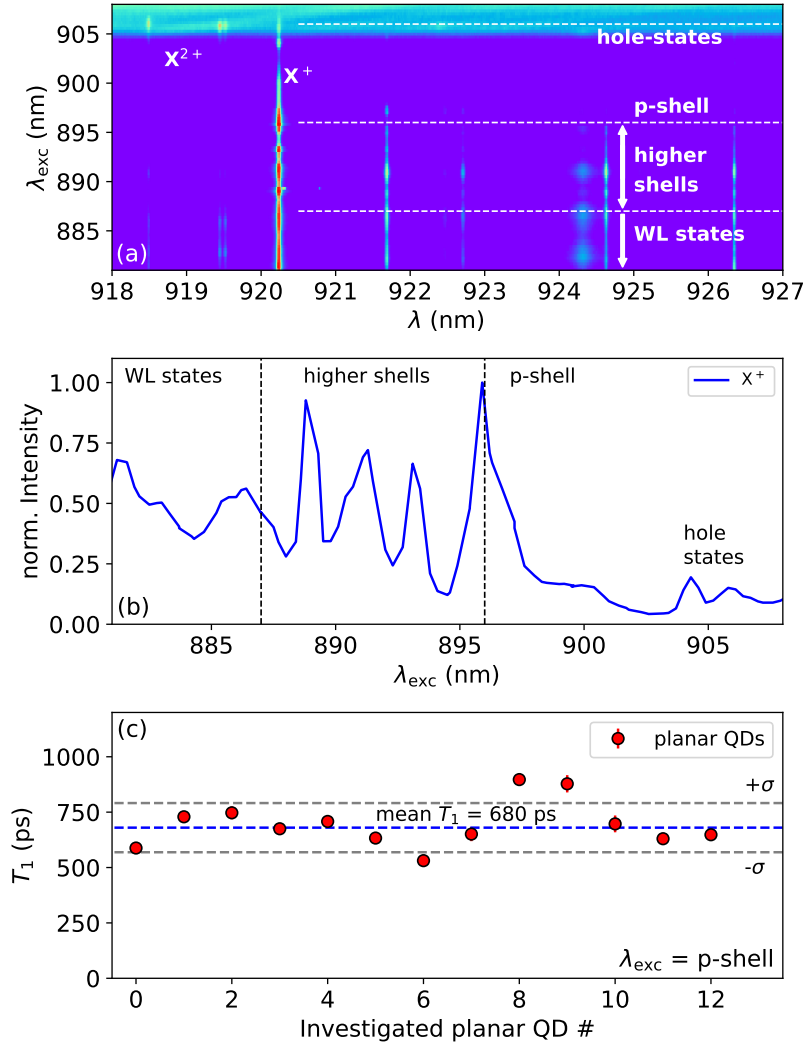 905
900
895
890
885
λexc (nm)
X2+
X+
hole-states
p-shell
higher
shells
WL states
(a)
918 919 920 921 922 923 924 925 926 927
λ (nm)
1.00
0.75
0.50
0.25
0.00
norm. Intensity
WL states higher shells p-shell
X+
hole
states
(b)
885 890 895 900 905
λexc (nm)
(c)
planar QDs
1000
750
500
250
0
T1 (ps)
+σ
mean T1 = 680 ps
-σ
λexc = p-shell
0 2 4 6 8 10 12
Investigated planar QD #